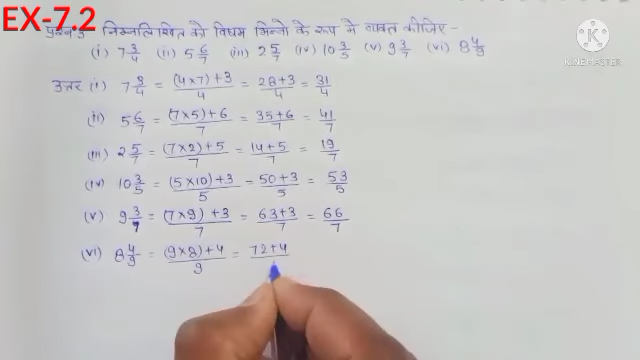 EX-7.2
प्रश्न 3 निम्नलिखित को विषम भिन्नों के रूप में व्यक्त कीजिए -
(i) 7 3/4 (ii) 5 6/7 (iii) 2 5/7 (iv) 10 3/5 (v) 9 3/7 (vi) 8 4/9
उत्तर (i) 7 3/4 = (4×7)+3/4 = 28+3/4 = 31/4
(ii) 5 6/7 = (7×5)+6/7 = 35+6/7 = 41/7
(iii) 2 5/7 = (7×2)+5/7 = 14+5/7 = 19/7
(iv) 10 3/5 = (5×10)+3/5 = 50+3/5 = 53/5
(v) 9 3/7 = (7×9)+3/7 = 63+3/7 = 66/7
(vi) 8 4/9 = (9×8)+4/9 = 72+4
KINEMASTER